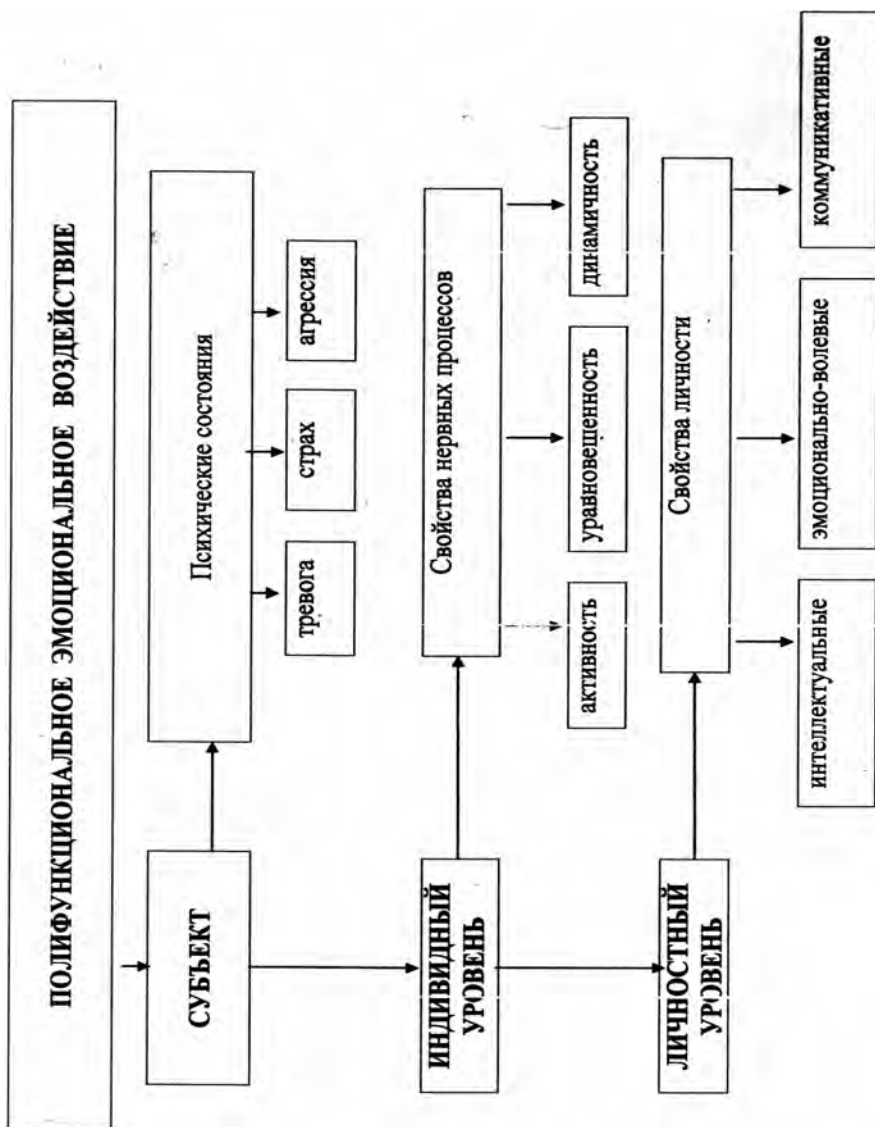 ПОЛИФУНКЦИОНАЛЬНОЕ ЭМОЦИОНАЛЬНОЕ ВОЗДЕЙСТВИЕ
СУБЪЕКТ
Психические состояния
тревога
страх
агрессия
ИНДИВИДНЫЙ
УРОВЕНЬ
Свойства нервных процессов
активность
уравновешенность
динамичность
ЛИЧНОСТНЫЙ
УРОВЕНЬ
Свойства личности
интеллектуальные
эмоционально-волевые
коммуникативные